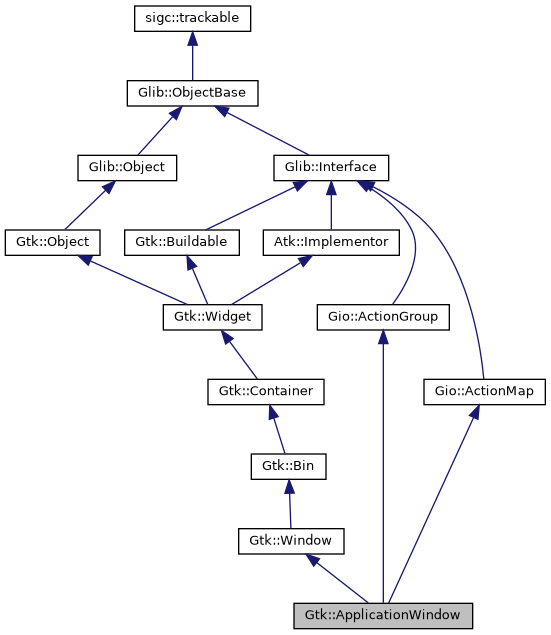 sigc::trackable
Glib::ObjectBase
Glib::Object
Glib::Interface
Gtk::Object
Gtk::Buildable
Atk::Implementor
Gtk::Widget
Gio::ActionGroup
Gtk::Container
Gio::ActionMap
Gtk::Bin
Gtk::Window
Gtk::ApplicationWindow